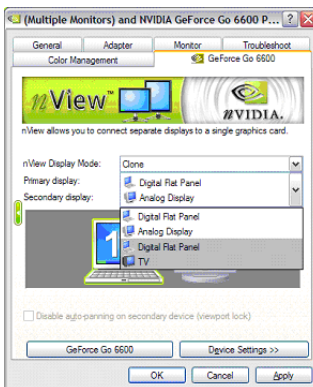 (Multiple Monitors) and NVIDIA GeForce Go 6600 P...
General Adapter Monitor Troubleshoot
Color Management GeForce Go 6600
nView™
nVIDIA.
nView allows you to connect separate displays to a single graphics card.
nView Display Mode: Clone
Primary display: Digital Flat Panel
Secondary display: Analog Display
Digital Flat Panel
Analog Display
Digital Flat Panel
TV
1
Disable auto-panning on secondary device (viewport lock)
GeForce Go 6600 Device Settings >>
OK Cancel Apply